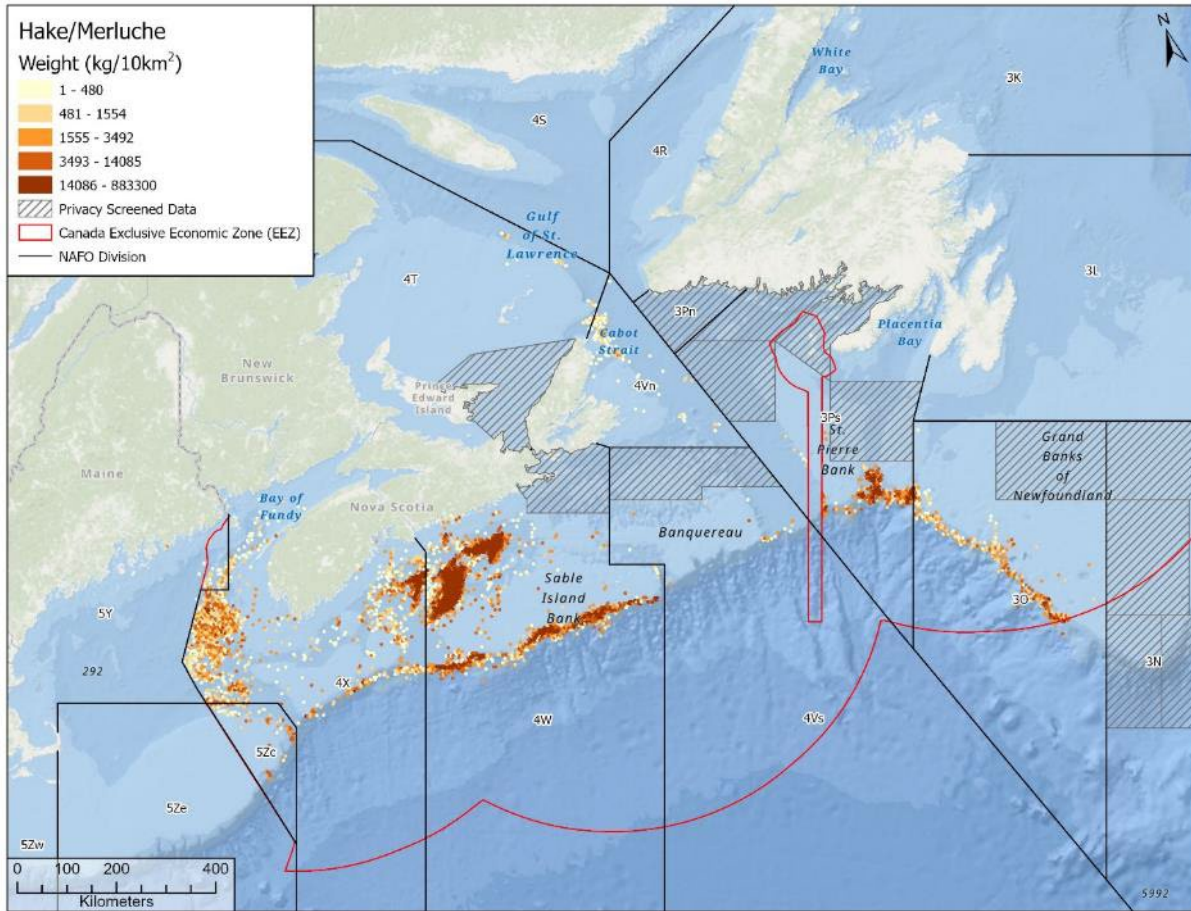 Hake/Merluche
Weight (kg/10km²)
1 - 480
481 - 1554
1555 - 3492
3493 - 14085
14086 - 883300
Privacy Screened Data
Canada Exclusive Economic Zone (EEZ)
NAFO Division
N
White
Bay
3K
4S
4R
Gulf
of St.
Lawrence
4T
3L
3Pn
Cabot
Strait
Placentia
Bay
4Vn
New
Brunswick
Prince
Edward
Island
3Ps
St.
Pierre
Bank
Grand
Banks
of
Newfoundland
Maine
Bay of
Fundy
Nova Scotia
Banquereau
Sable
Island
Bank
5Y
3O
292
3N
4X
4W
4Vs
5Zc
5Ze
5Zw
0 100 200 400
Kilometers
5992